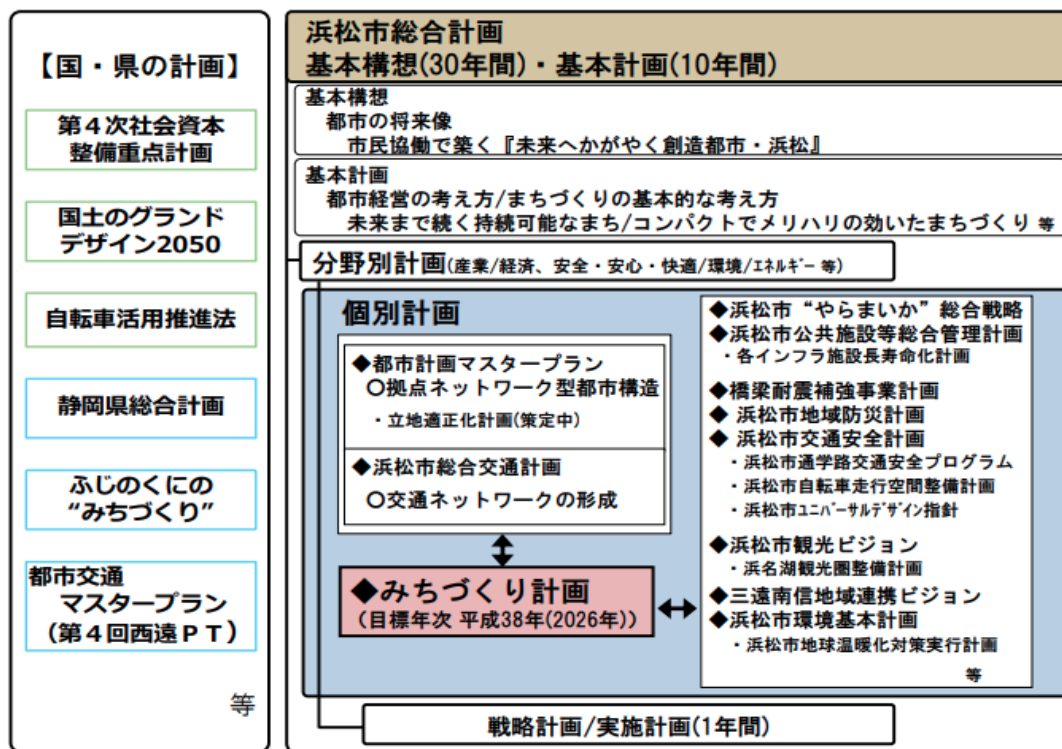 【国・県の計画】
第４次社会資本
整備重点計画
国土のグランド
デザイン2050
自転車活用推進法
静岡県総合計画
ふじのくにの
“みちづくり”
都市交通
マスタープラン
（第４回西遠ＰＴ）
等
浜松市総合計画
基本構想(30年間)・基本計画(10年間)
基本構想
都市の将来像
市民協働で築く『未来へかがやく創造都市・浜松』
基本計画
都市経営の考え方/まちづくりの基本的な考え方
未来まで続く持続可能なまち/コンパクトでメリハリの効いたまちづくり 等
分野別計画(産業/経済、安全・安心・快適/環境/ｴﾈﾙｷﾞｰ 等)
個別計画
◆都市計画マスタープラン
○拠点ネットワーク型都市構造
・立地適正化計画(策定中)
◆浜松市総合交通計画
○交通ネットワークの形成
◆みちづくり計画
（目標年次 平成38年(2026年)）
◆浜松市“やらまいか”総合戦略
◆浜松市公共施設等総合管理計画
・各インフラ施設長寿命化計画
◆橋梁耐震補強事業計画
◆ 浜松市地域防災計画
◆ 浜松市交通安全計画
・浜松市通学路交通安全プログラム
・浜松市自転車走行空間整備計画
・浜松市ﾕﾆﾊﾞｰｻﾙﾃﾞｻﾞｲﾝ指針
◆浜松市観光ビジョン
・浜名湖観光圏整備計画
◆三遠南信地域連携ビジョン
◆浜松市環境基本計画
・浜松市地球温暖化対策実行計画
等
戦略計画/実施計画(1年間)